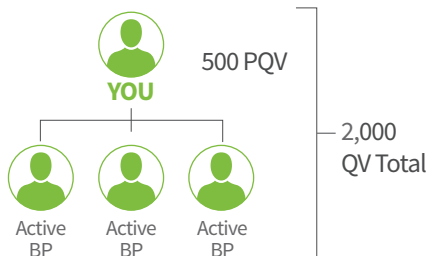 500 PQV
YOU
2,000
QV Total
Active
BP
Active
BP
Active
BP